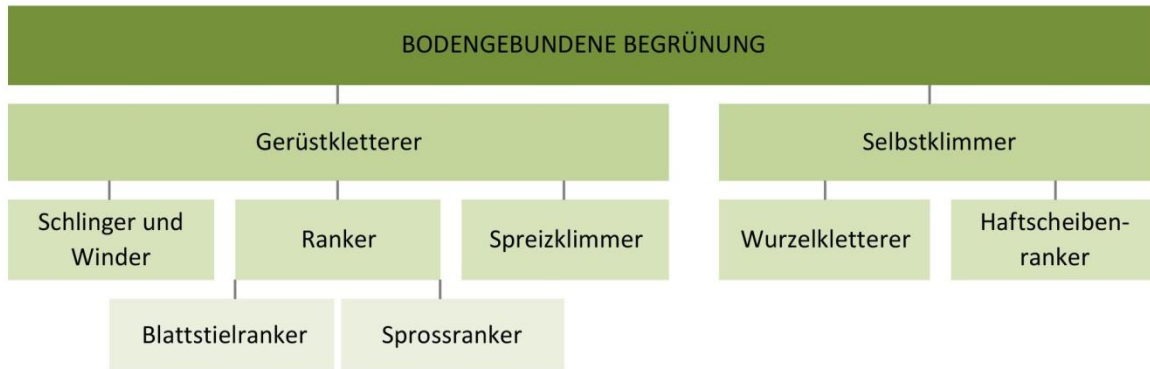 BODENGEBUNDENE BEGRÜNUNG
Gerüstkletterer
Selbstklimmer
Schlinger und
Winder
Ranker
Spreizklimmer
Wurzelkletterer
Haftscheiben-
ranker
Blattstielranker
Sprossranker